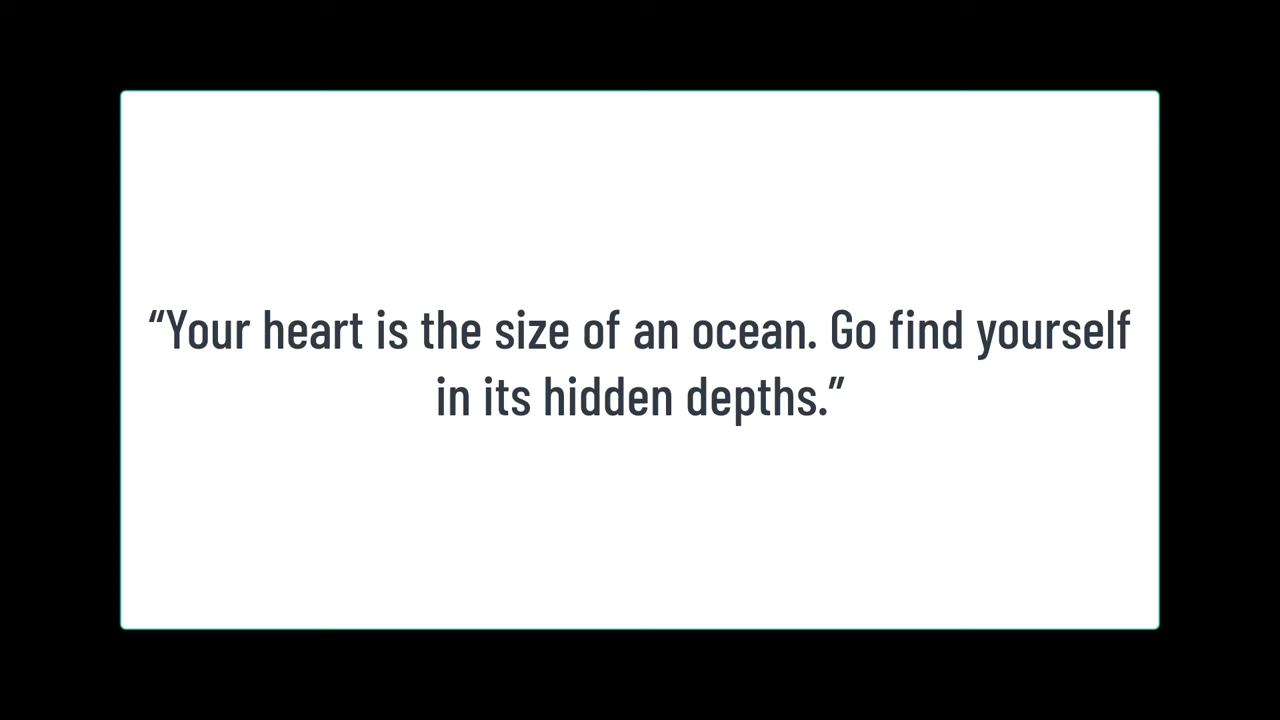 “Your heart is the size of an ocean. Go find yourself
in its hidden depths.”